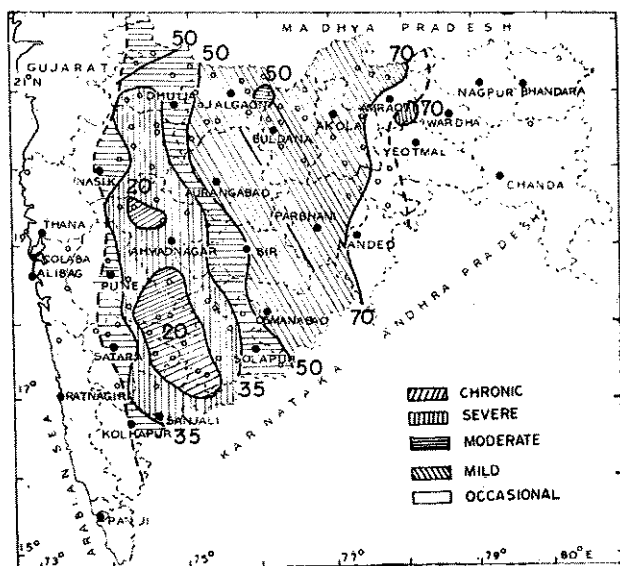 MADHYA PRADESH
50
50
70
GUJARAT
50
21°N
DHULIA
JALGAON
AMRAOTI
NAGPUR
BHANDARA
70
AKOLA
WARDHA
BULDANA
YEOTMAL
NASIK
20
AURANGABAD
CHANDA
PARBHANI
THANA
19
AHMADNAGAR
BIR
NANDED
COLABA
ALIBAG
PUNE
70
OSMANABAD
20
SATARA
SOLAPUR
50
17°
RATNAGIRI
35
SANJALI
KOLHAPUR
35
KARNATAKA
ANDHRA PRADESH
CHRONIC
SEVERE
MODERATE
MILD
OCCASIONAL
ARABIAN SEA
PANJI
15°
73°
75°
77°
79°
80°E